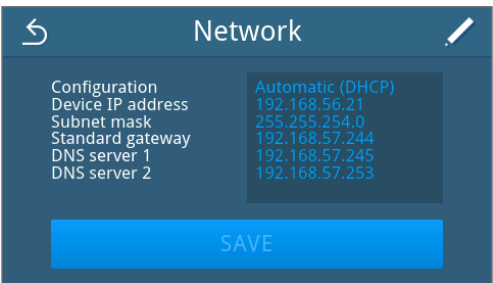 Network
Configuration Automatic (DHCP)
Device IP address 192.168.56.21
Subnet mask 255.255.254.0
Standard gateway 192.168.57.244
DNS server 1 192.168.57.245
DNS server 2 192.168.57.253
SAVE